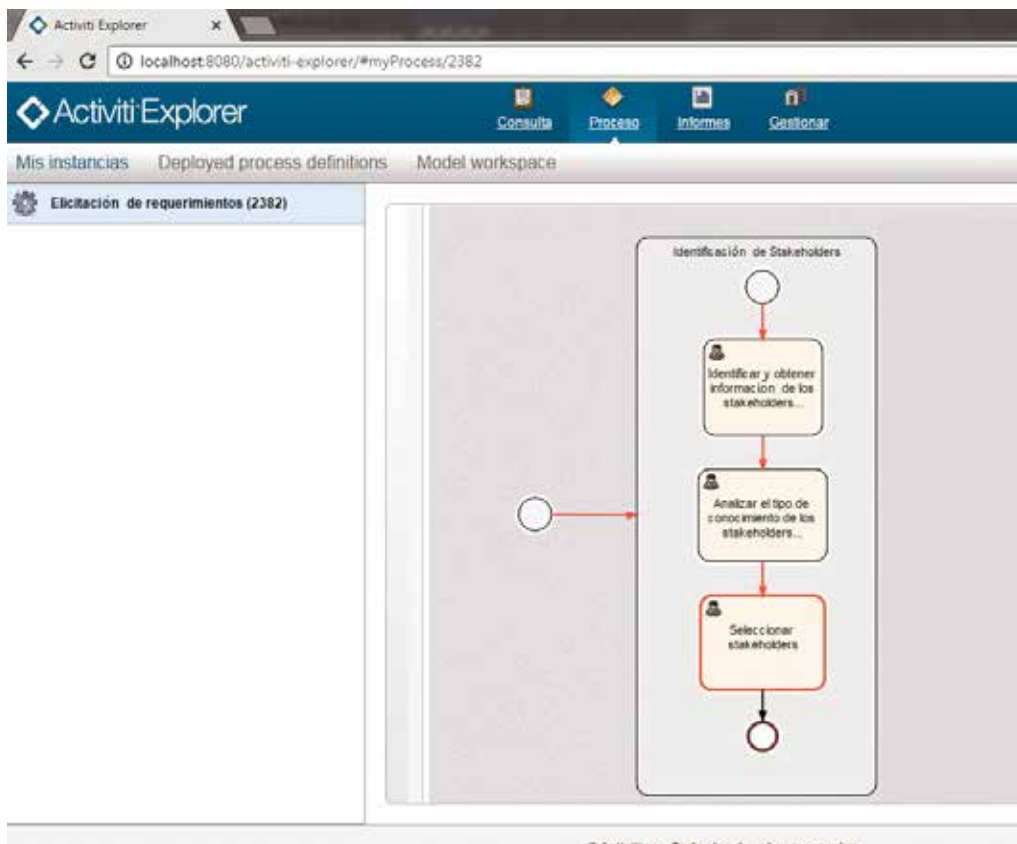 Activiti Explorer
localhost:8080/activiti-explorer/#myProcess/2382
Activiti Explorer
Consulta
Proceso
Informes
Gestionar
Mis instancias
Deployed process definitions
Model workspace
Elicitación de requerimientos (2382)
Identificación de Stakeholders
Identificar y obtener
informacion de los
stakeholders...
Analizar el tipo de
conocimiento de los
stakeholders...
Seleccionar
stakeholders